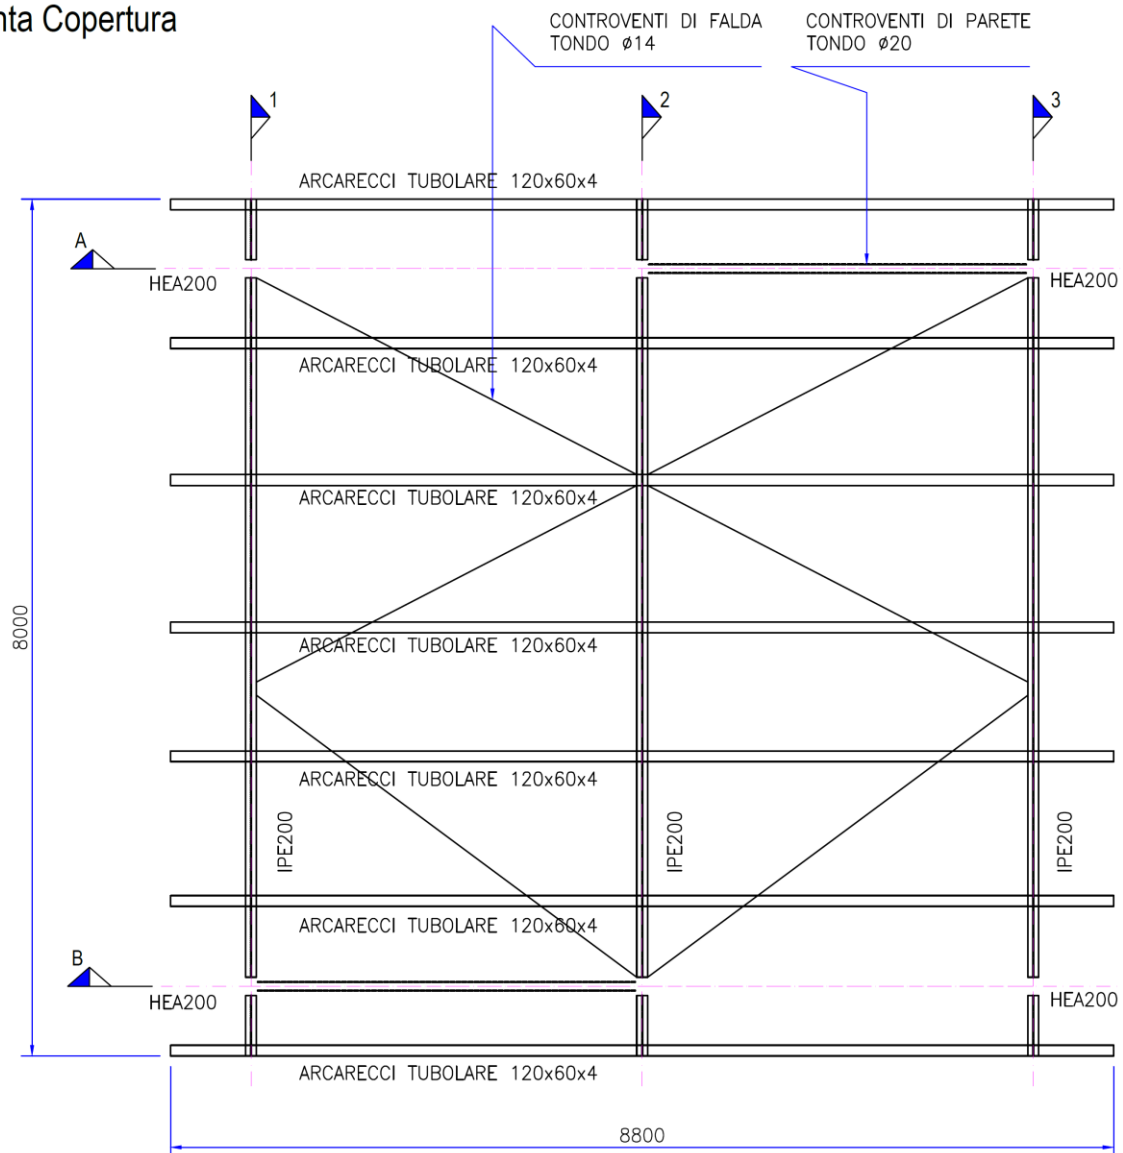 Copertura
CONTROVENTI DI FALDA
TONDO ø14
CONTROVENTI DI PARETE
TONDO ø20
1
2
3
ARCARECCI TUBOLARE 120x60x4
A
HEA200
HEA200
ARCARECCI TUBOLARE 120x60x4
ARCARECCI TUBOLARE 120x60x4
8000
ARCARECCI TUBOLARE 120x60x4
ARCARECCI TUBOLARE 120x60x4
IPE200
IPE200
IPE200
ARCARECCI TUBOLARE 120x60x4
B
HEA200
HEA200
ARCARECCI TUBOLARE 120x60x4
8800